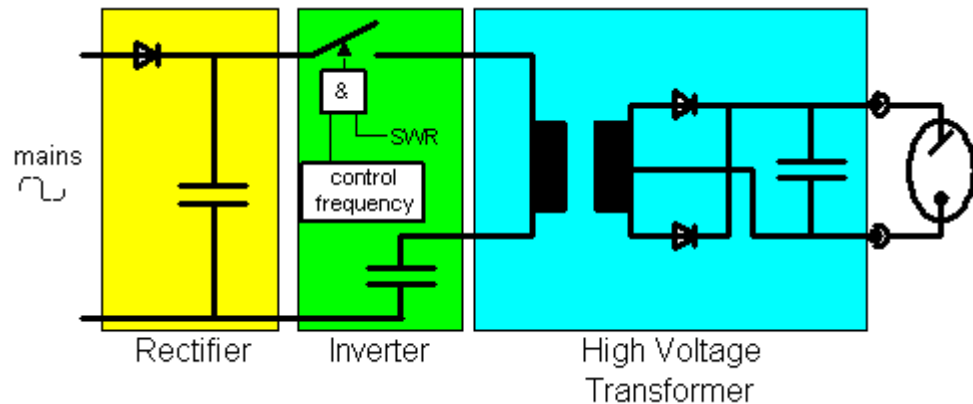 mains
&
SWR
control
frequency
Rectifier
Inverter
High Voltage
Transformer